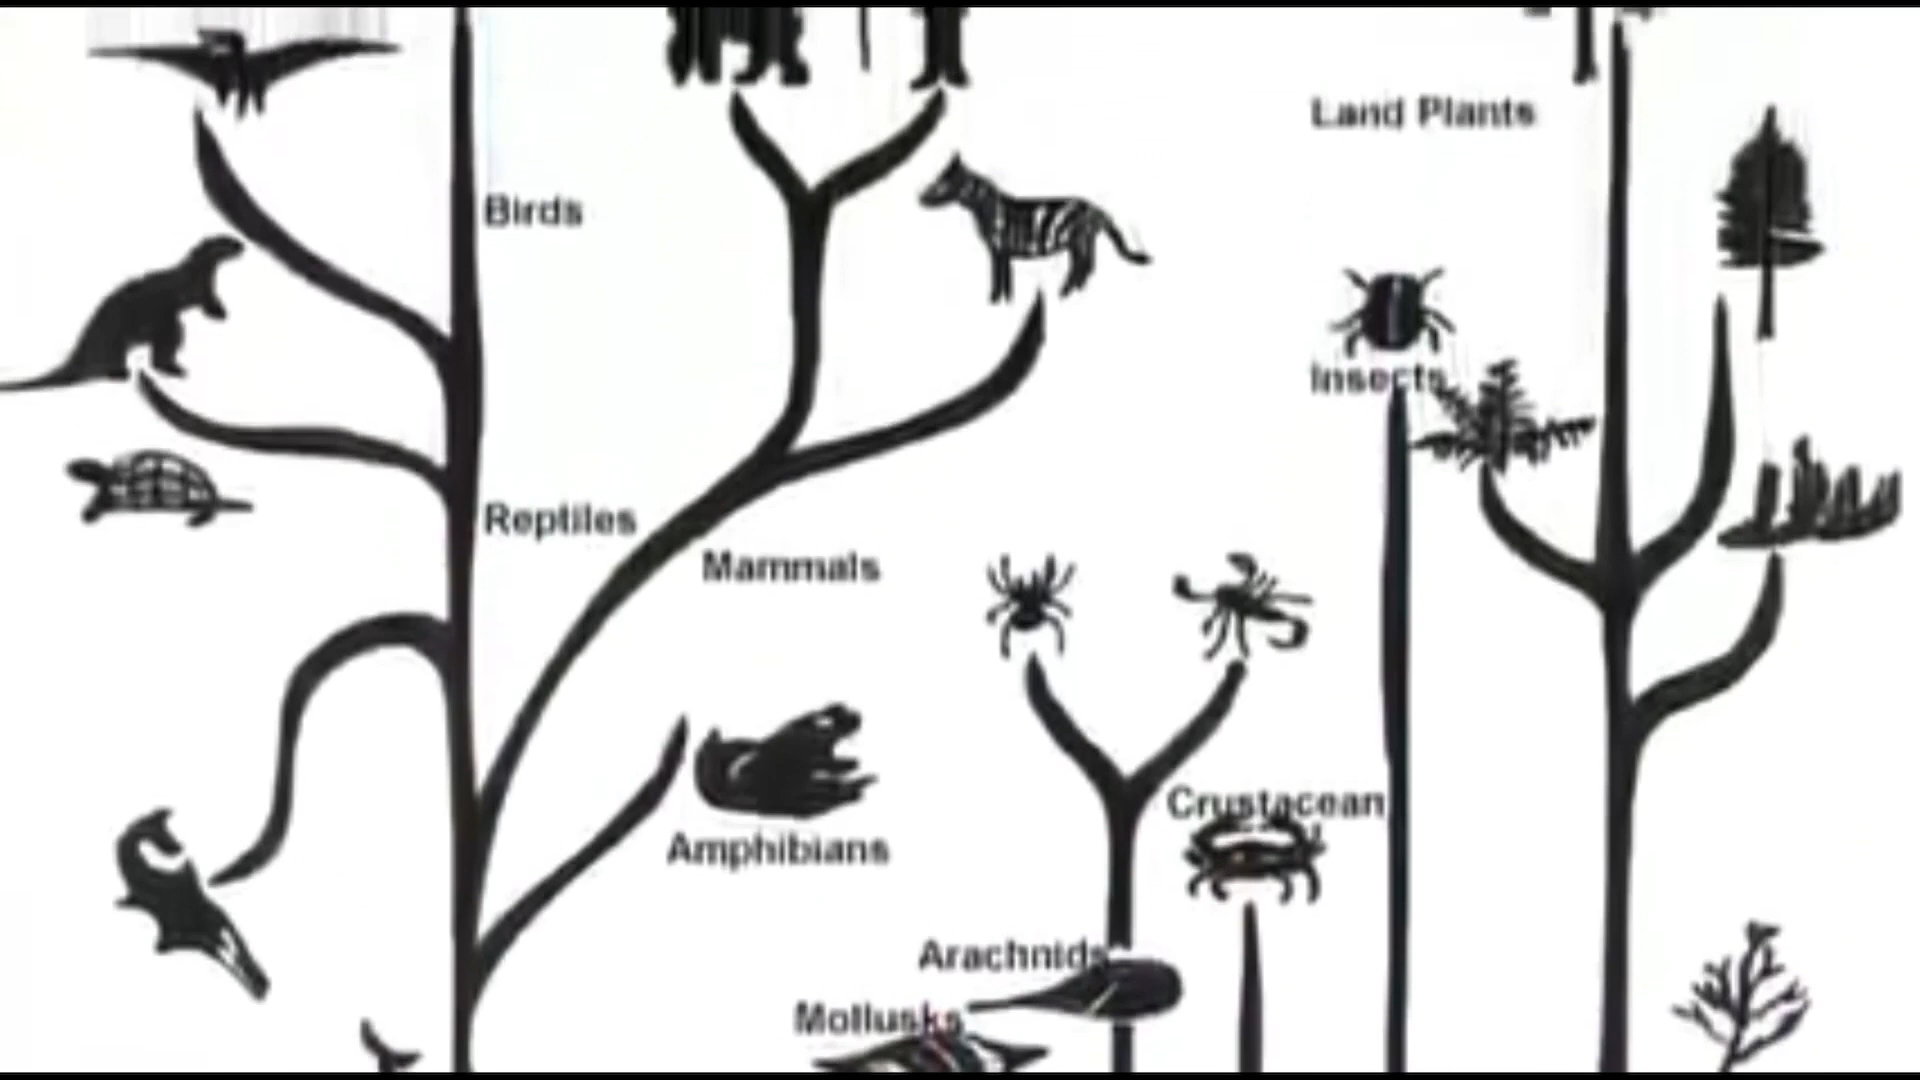 Land Plants
Birds
Insects
Reptiles
Mammals
Crustacean
Amphibians
Arachnids
Mollusks